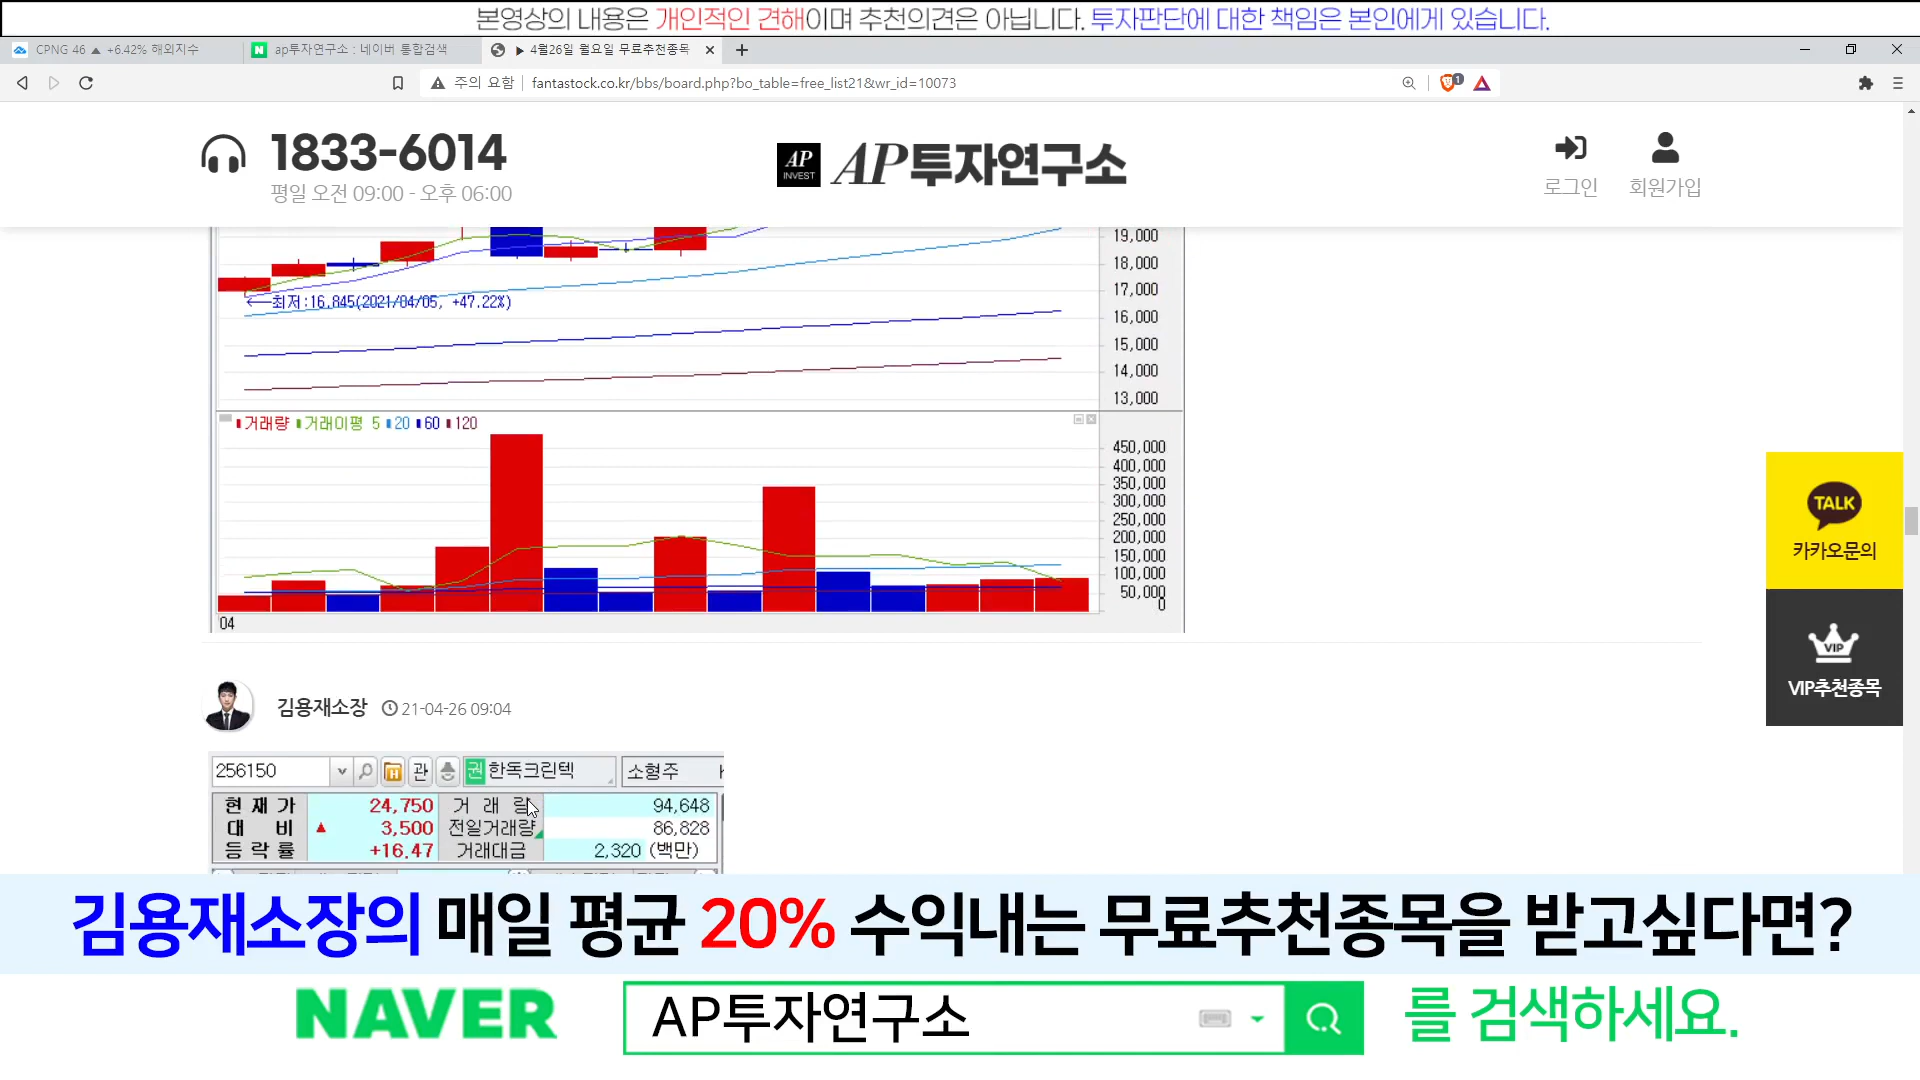 본영상의 내용은 개인적인 견해이며 추천의견은 아닙니다. 투자판단에 대한 책임은 본인에게 있습니다.
CPNG 46 ▲ +6.42% 해외지수
ap투자연구소 : 네이버 통합검색
▶ 4월26일 월요일 무료추천종목
주의 요함
fantastock.co.kr/bbs/board.php?bo_table=free_list21&wr_id=10073
1
1833-6014
평일 오전 09:00 - 오후 06:00
AP INVEST
AP투자연구소
로그인
회원가입
19,000
18,000
17,000
←최저:16,845(2021/04/05, +47.22%)
16,000
15,000
14,000
13,000
거래량 거래이평 5 20 60 120
450,000
400,000
350,000
300,000
250,000
200,000
150,000
100,000
50,000
0
04
TALK
카카오문의
VIP
VIP추천종목
김용재소장 21-04-26 09:04
256150 관 권 한독크린텍 소형주
현재가 24,750 거래량 94,648
대비 ▲ 3,500 전일거래량 86,828
등락률 +16.47 거래대금 2,320 (백만)
김용재소장의 매일 평균 20% 수익내는 무료추천종목을 받고싶다면?
NAVER AP투자연구소 를 검색하세요.